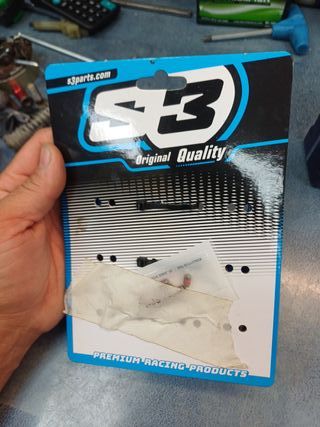 s3parts.com
S3
Original Quality
PREMIUM RACING PRODUCTS